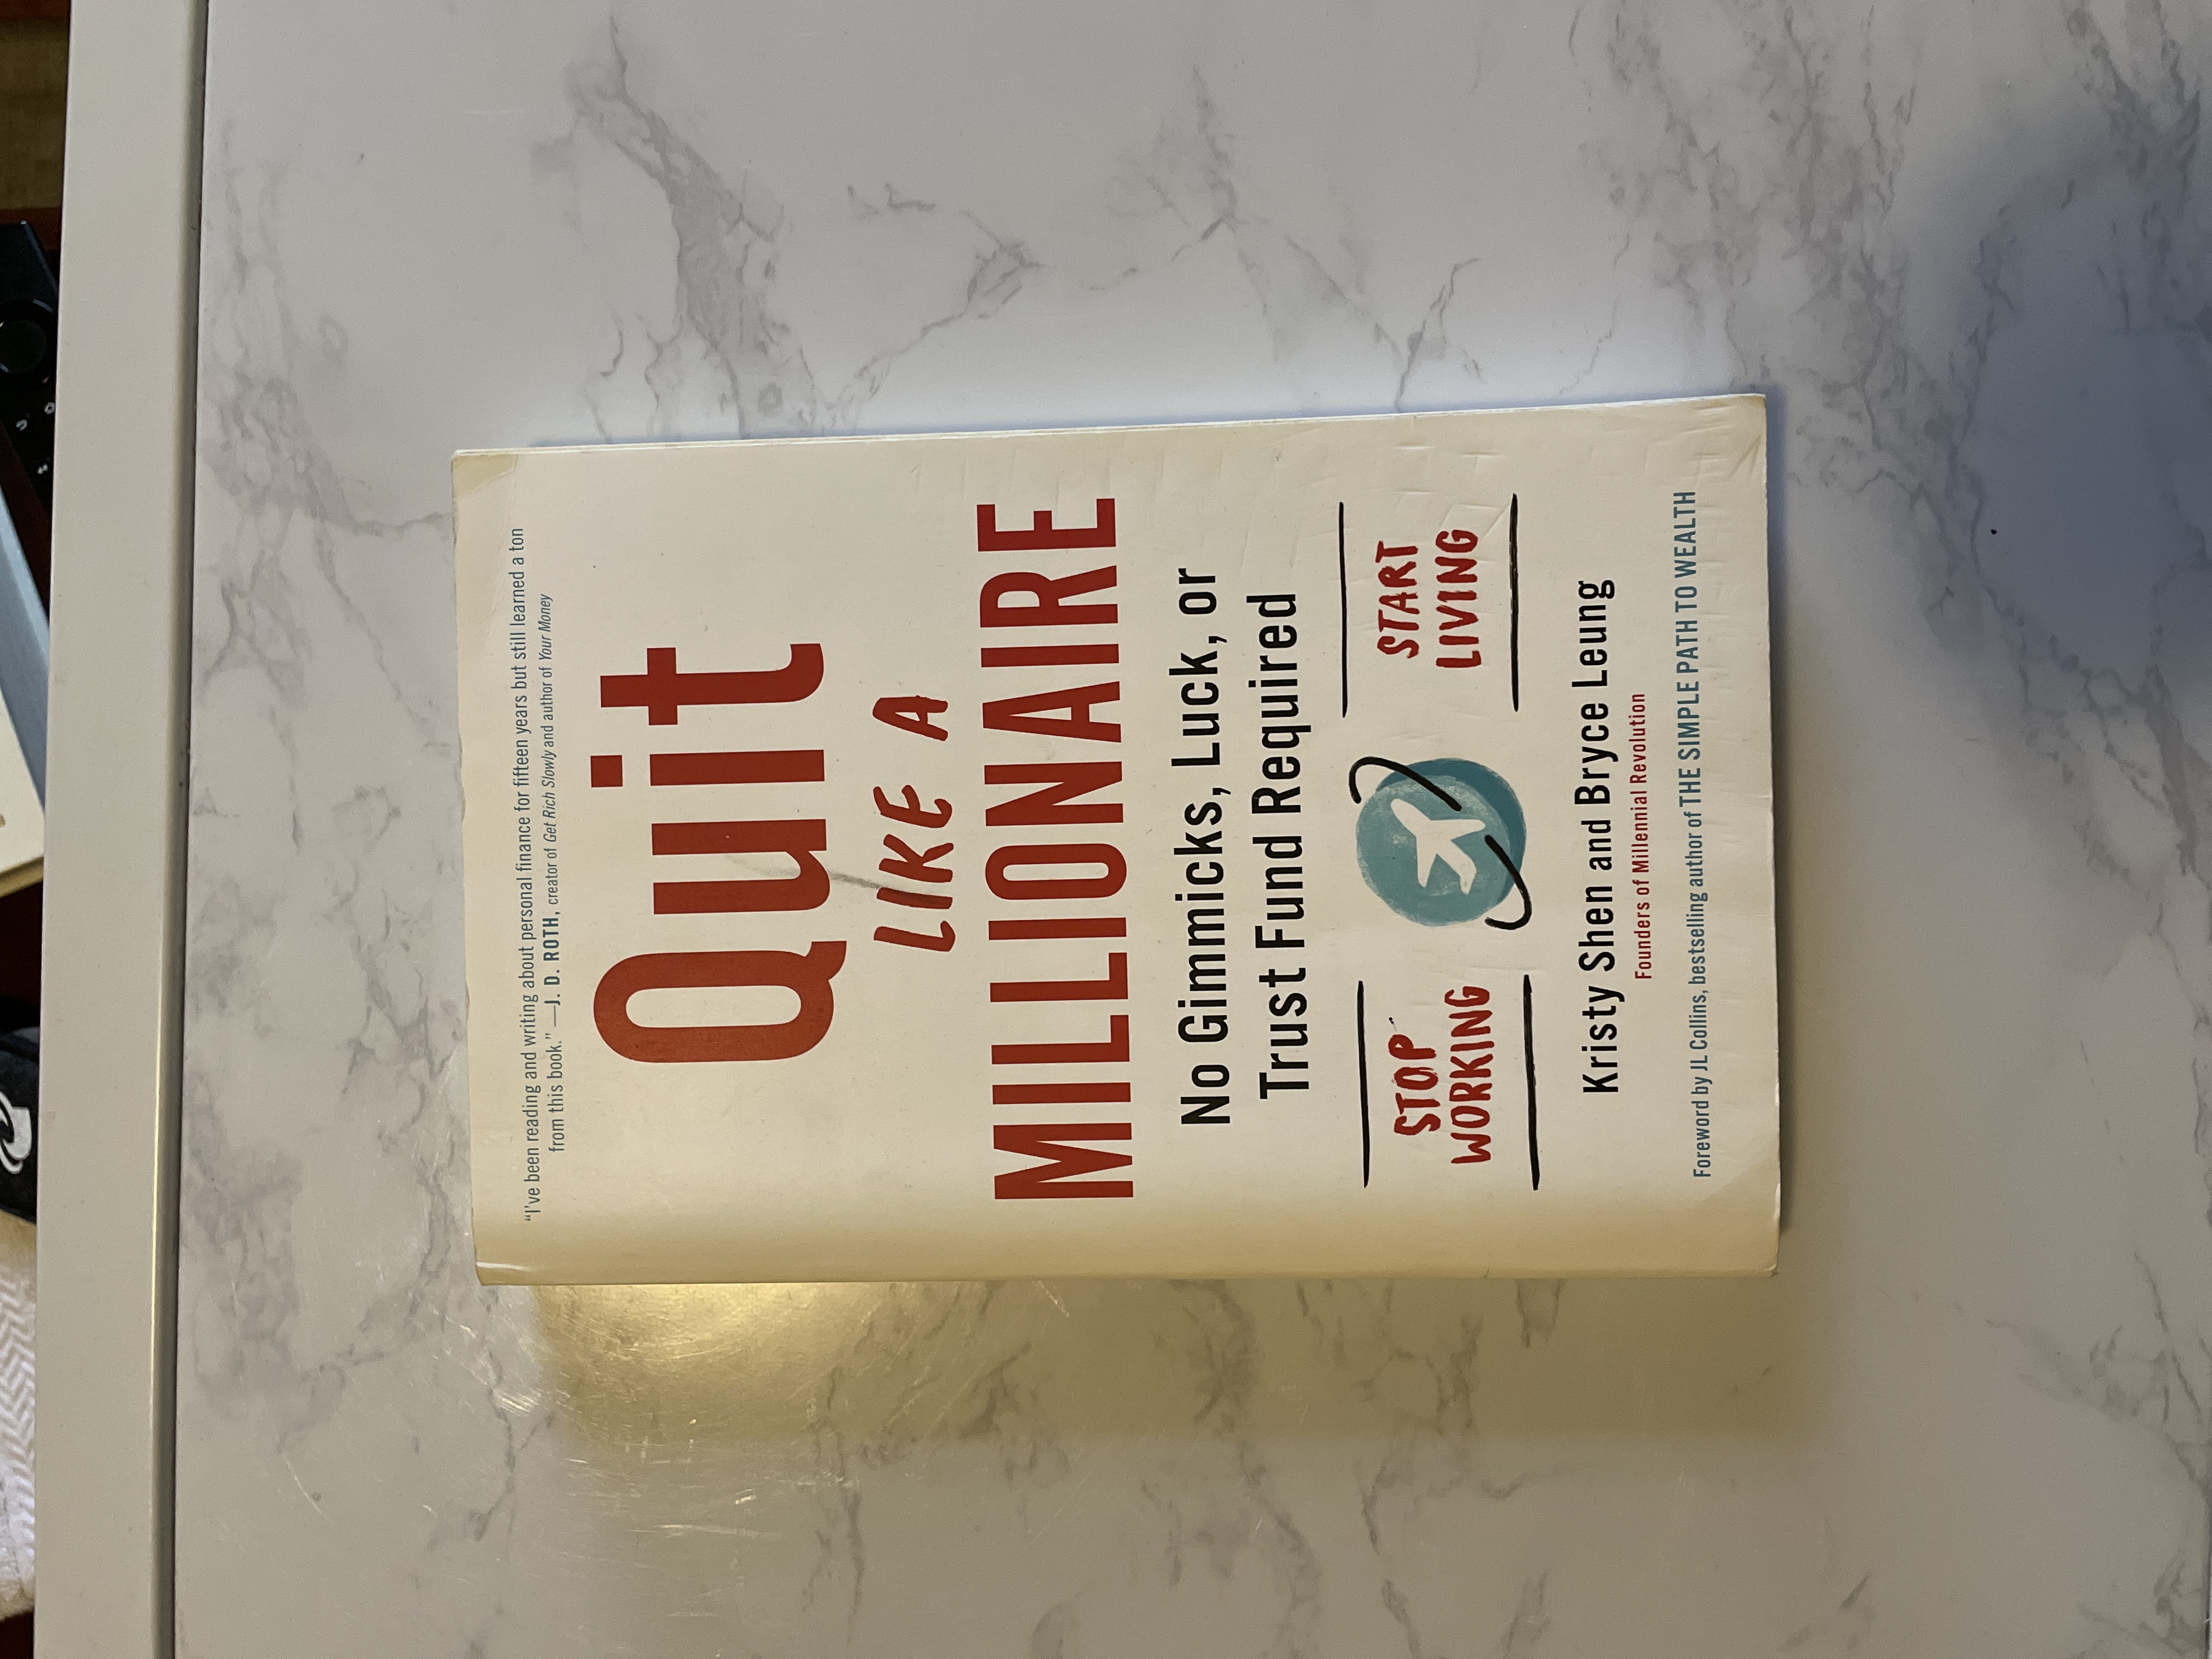 “I’ve been reading and writing about personal finance for fifteen years but still learned a ton
from this book.” —J. D. ROTH, creator of Get Rich Slowly and author of Your Money
Quit
LIKE A
MILLIONAIRE
No Gimmicks, Luck, or
Trust Fund Required
STOP
WORKING
START
LIVING
Kristy Shen and Bryce Leung
Founders of Millennial Revolution
Foreword by JL Collins, bestselling author of THE SIMPLE PATH TO WEALTH